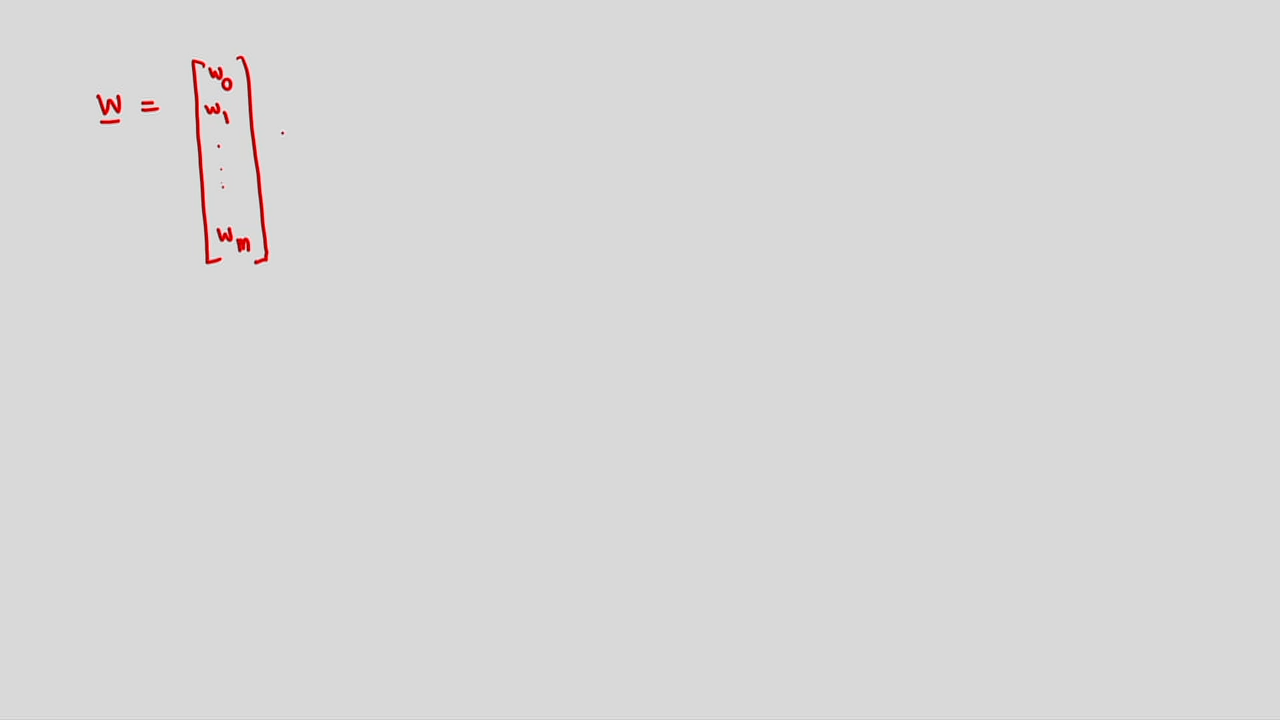 w₀
w = w₁
.
.
.
wₘ